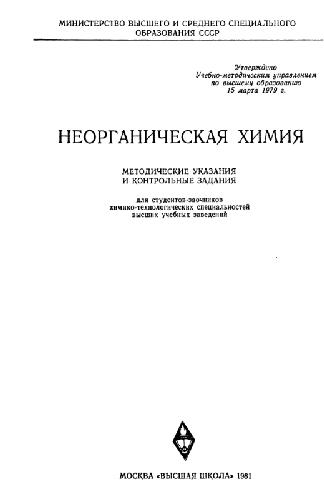 МИНИСТЕРСТВО ВЫСШЕГО И СРЕДНЕГО СПЕЦИАЛЬНОГО
ОБРАЗОВАНИЯ СССР
Утверждено
Учебно-методическим управлением
по высшему образованию
15 марта 1979 г.
НЕОРГАНИЧЕСКАЯ ХИМИЯ
МЕТОДИЧЕСКИЕ УКАЗАНИЯ
И КОНТРОЛЬНЫЕ ЗАДАНИЯ
для студентов-заочников
химико-технологических специальностей
высших учебных заведений
МОСКВА «ВЫСШАЯ ШКОЛА» 1981